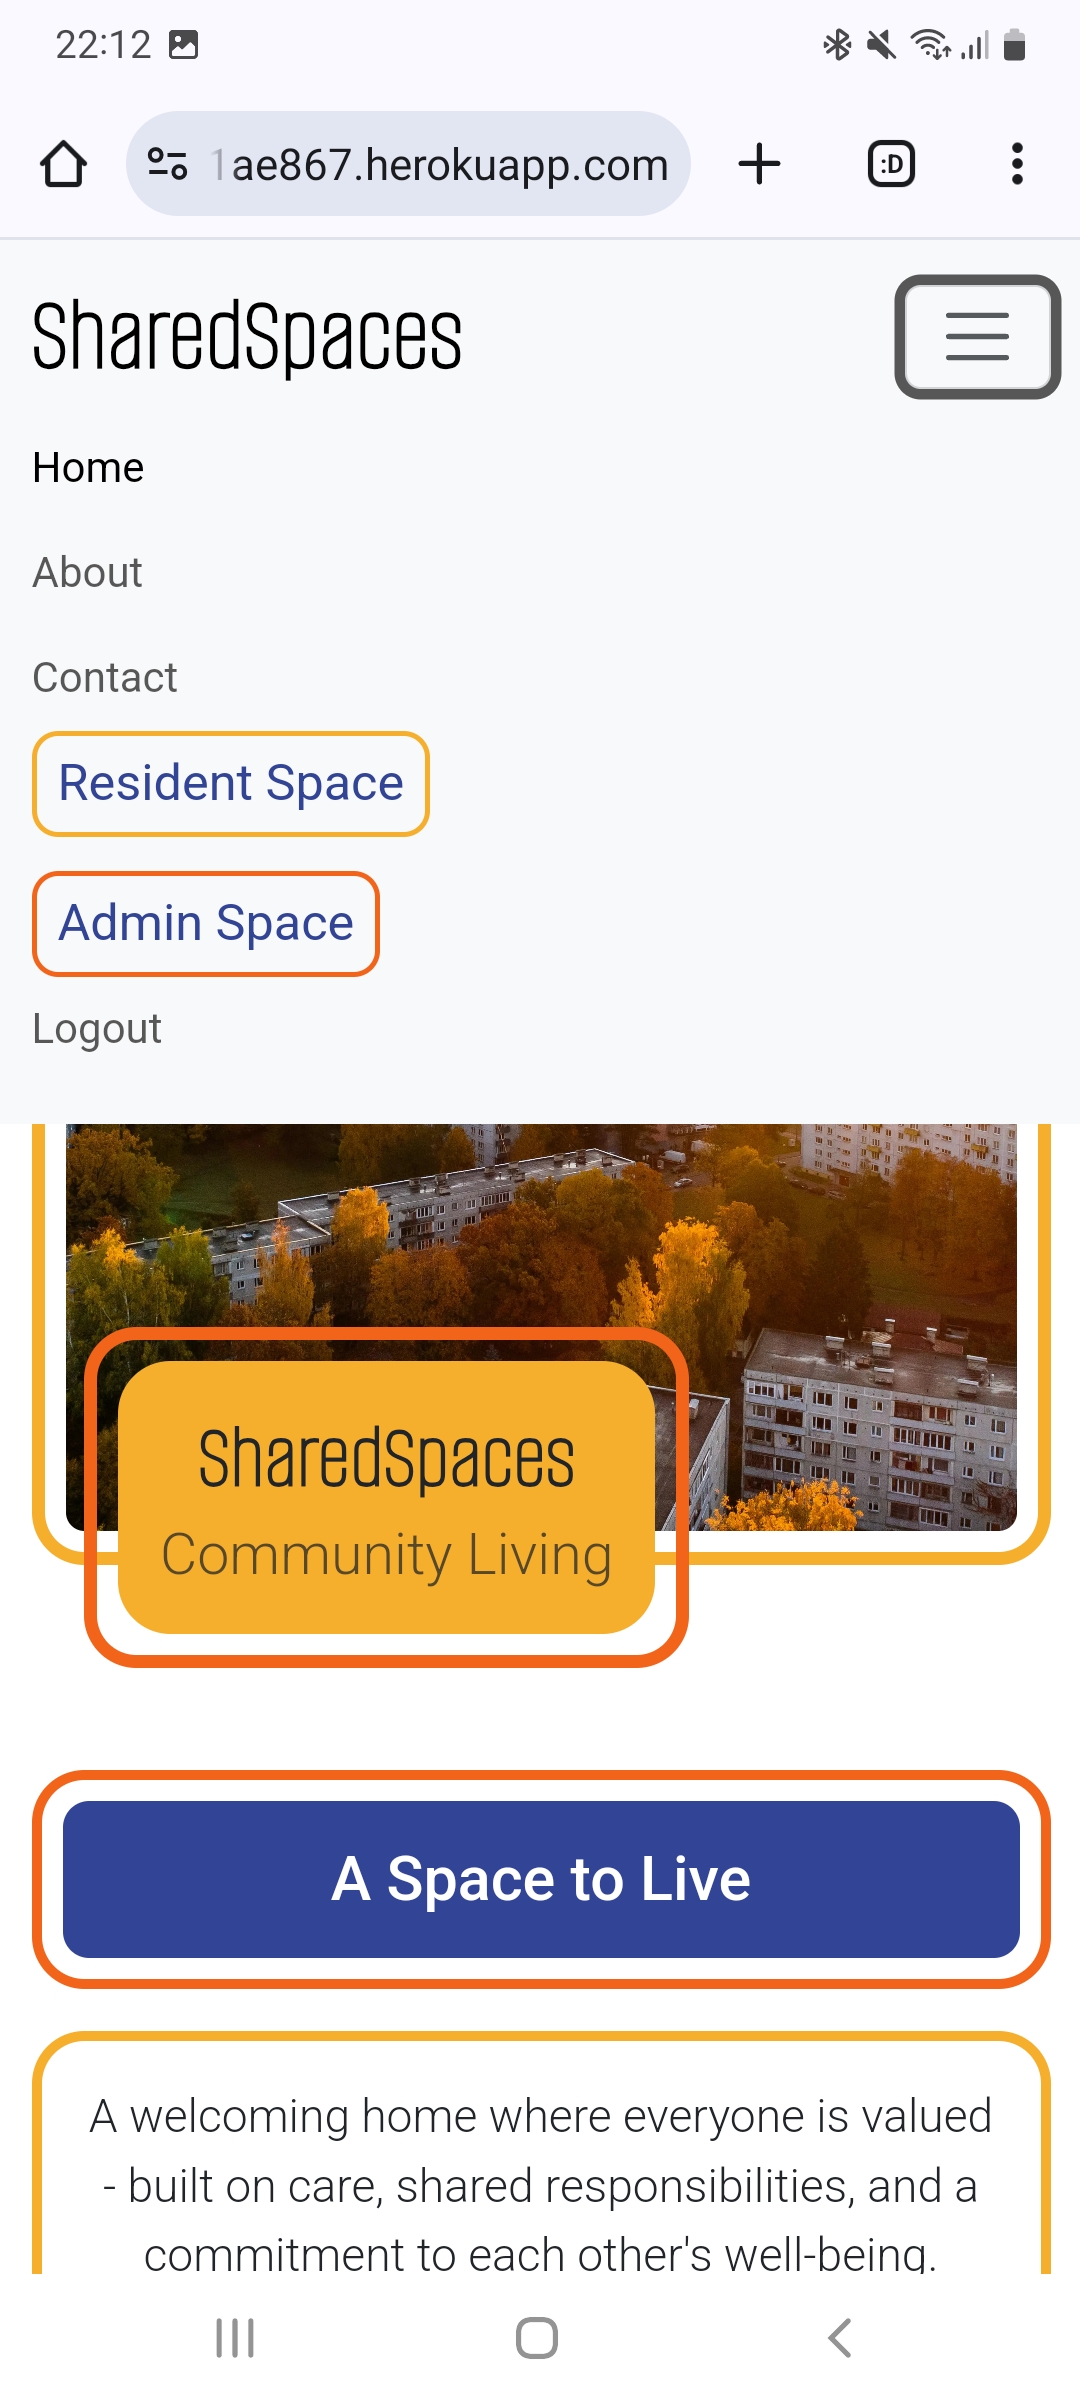 22:12
1ae867.herokuapp.com
:D
SharedSpaces
Home
About
Contact
Resident Space
Admin Space
Logout
SharedSpaces
Community Living
A Space to Live
A welcoming home where everyone is valued
- built on care, shared responsibilities, and a
commitment to each other's well-being.